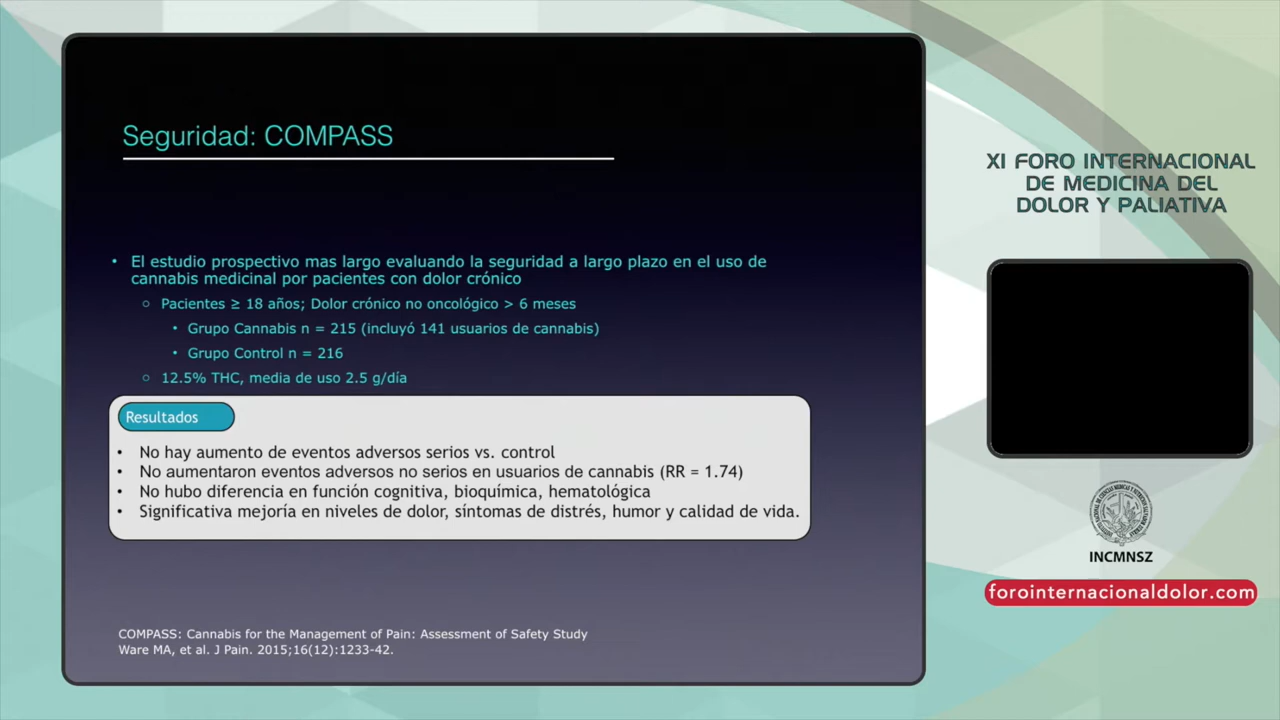 Seguridad: COMPASS
• El estudio prospectivo mas largo evaluando la seguridad a largo plazo en el uso de
cannabis medicinal por pacientes con dolor crónico
○ Pacientes ≥ 18 años; Dolor crónico no oncológico > 6 meses
• Grupo Cannabis n = 215 (incluyó 141 usuarios de cannabis)
• Grupo Control n = 216
○ 12.5% THC, media de uso 2.5 g/día
Resultados
• No hay aumento de eventos adversos serios vs. control
• No aumentaron eventos adversos no serios en usuarios de cannabis (RR = 1.74)
• No hubo diferencia en función cognitiva, bioquímica, hematológica
• Significativa mejoría en niveles de dolor, síntomas de distrés, humor y calidad de vida.
COMPASS: Cannabis for the Management of Pain: Assessment of Safety Study
Ware MA, et al. J Pain. 2015;16(12):1233-42.
XI FORO INTERNACIONAL
DE MEDICINA DEL
DOLOR Y PALIATIVA
INCMNSZ
forointernacionaldolor.com